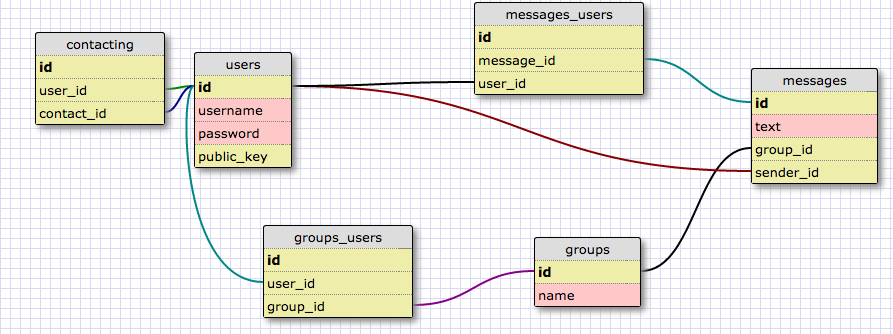 contacting
id
user_id
contact_id
users
id
username
password
public_key
messages_users
id
message_id
user_id
messages
id
text
group_id
sender_id
groups_users
id
user_id
group_id
groups
id
name